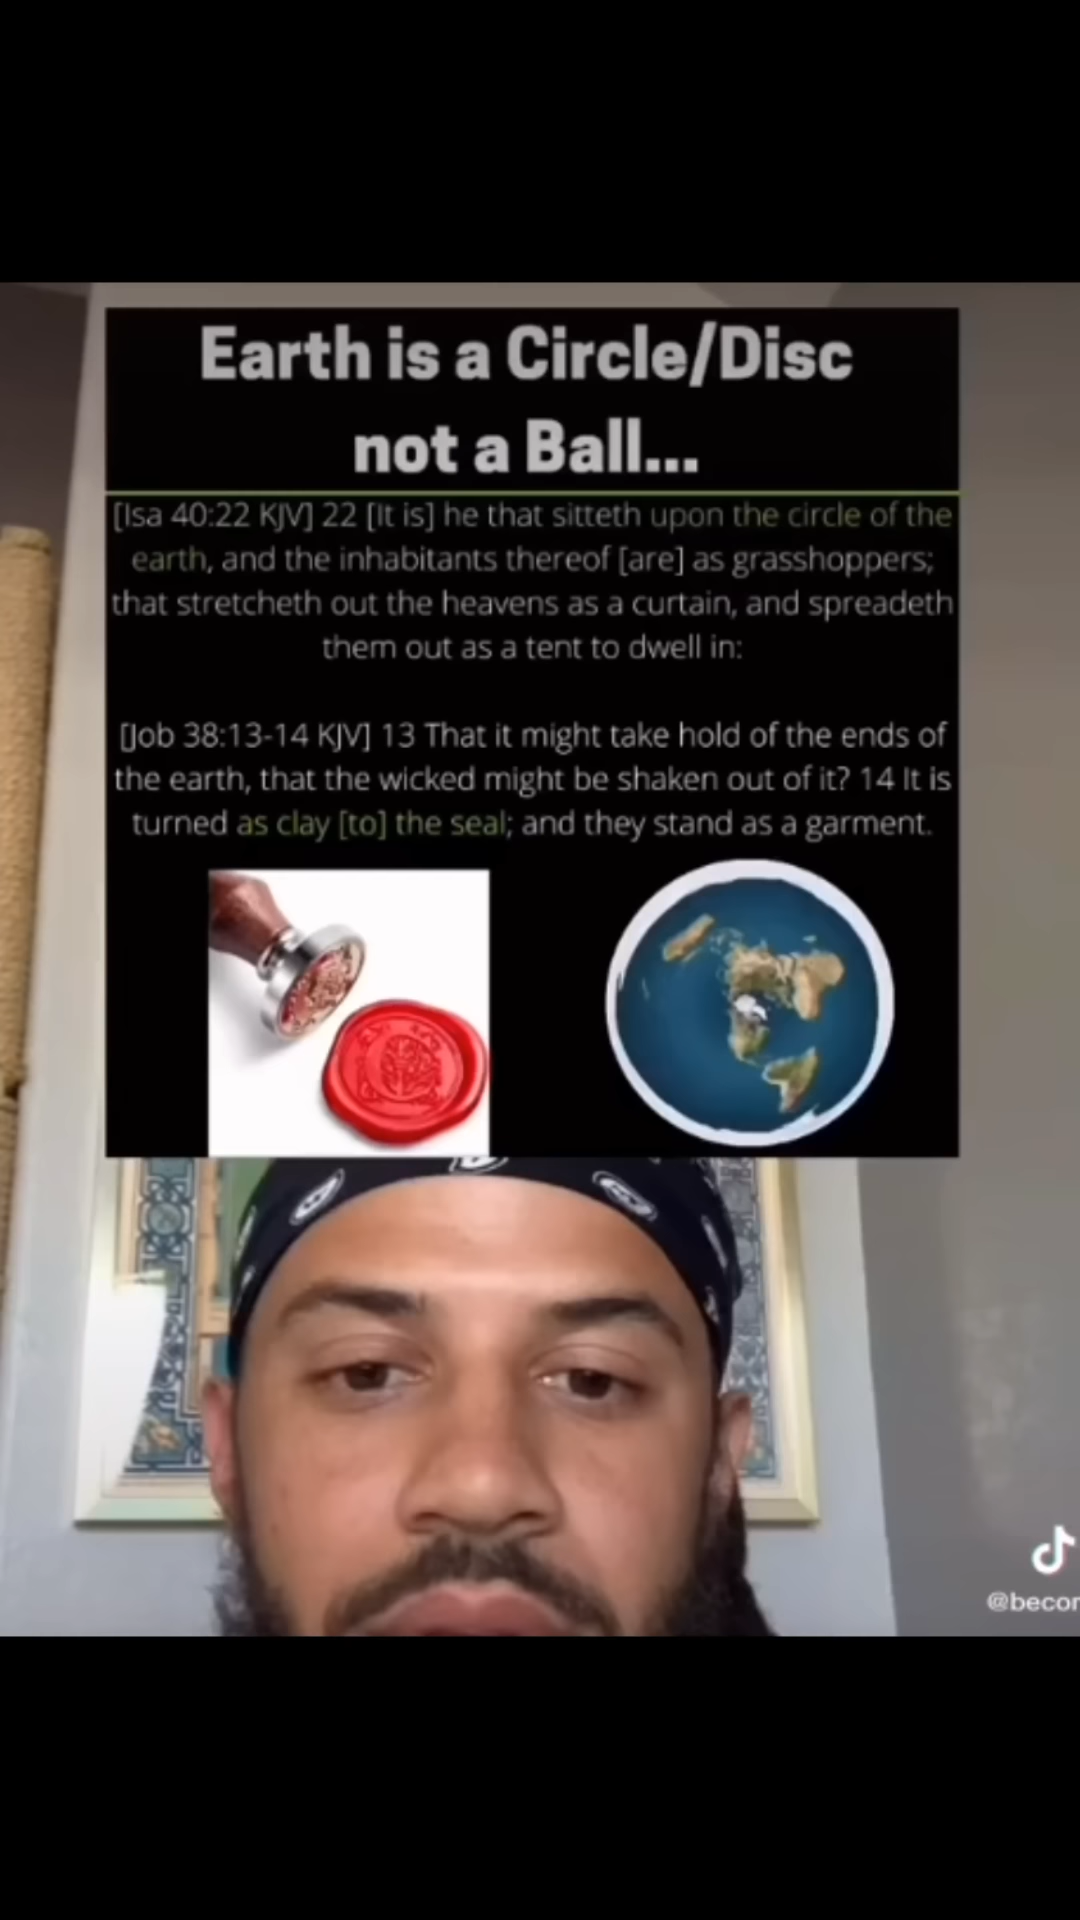 Earth is a Circle/Disc
not a Ball...
[Isa 40:22 KJV] 22 [It is] he that sitteth upon the circle of the
earth, and the inhabitants thereof [are] as grasshoppers;
that stretcheth out the heavens as a curtain, and spreadeth
them out as a tent to dwell in:
[Job 38:13-14 KJV] 13 That it might take hold of the ends of
the earth, that the wicked might be shaken out of it? 14 It is
turned as clay [to] the seal; and they stand as a garment.
@becor